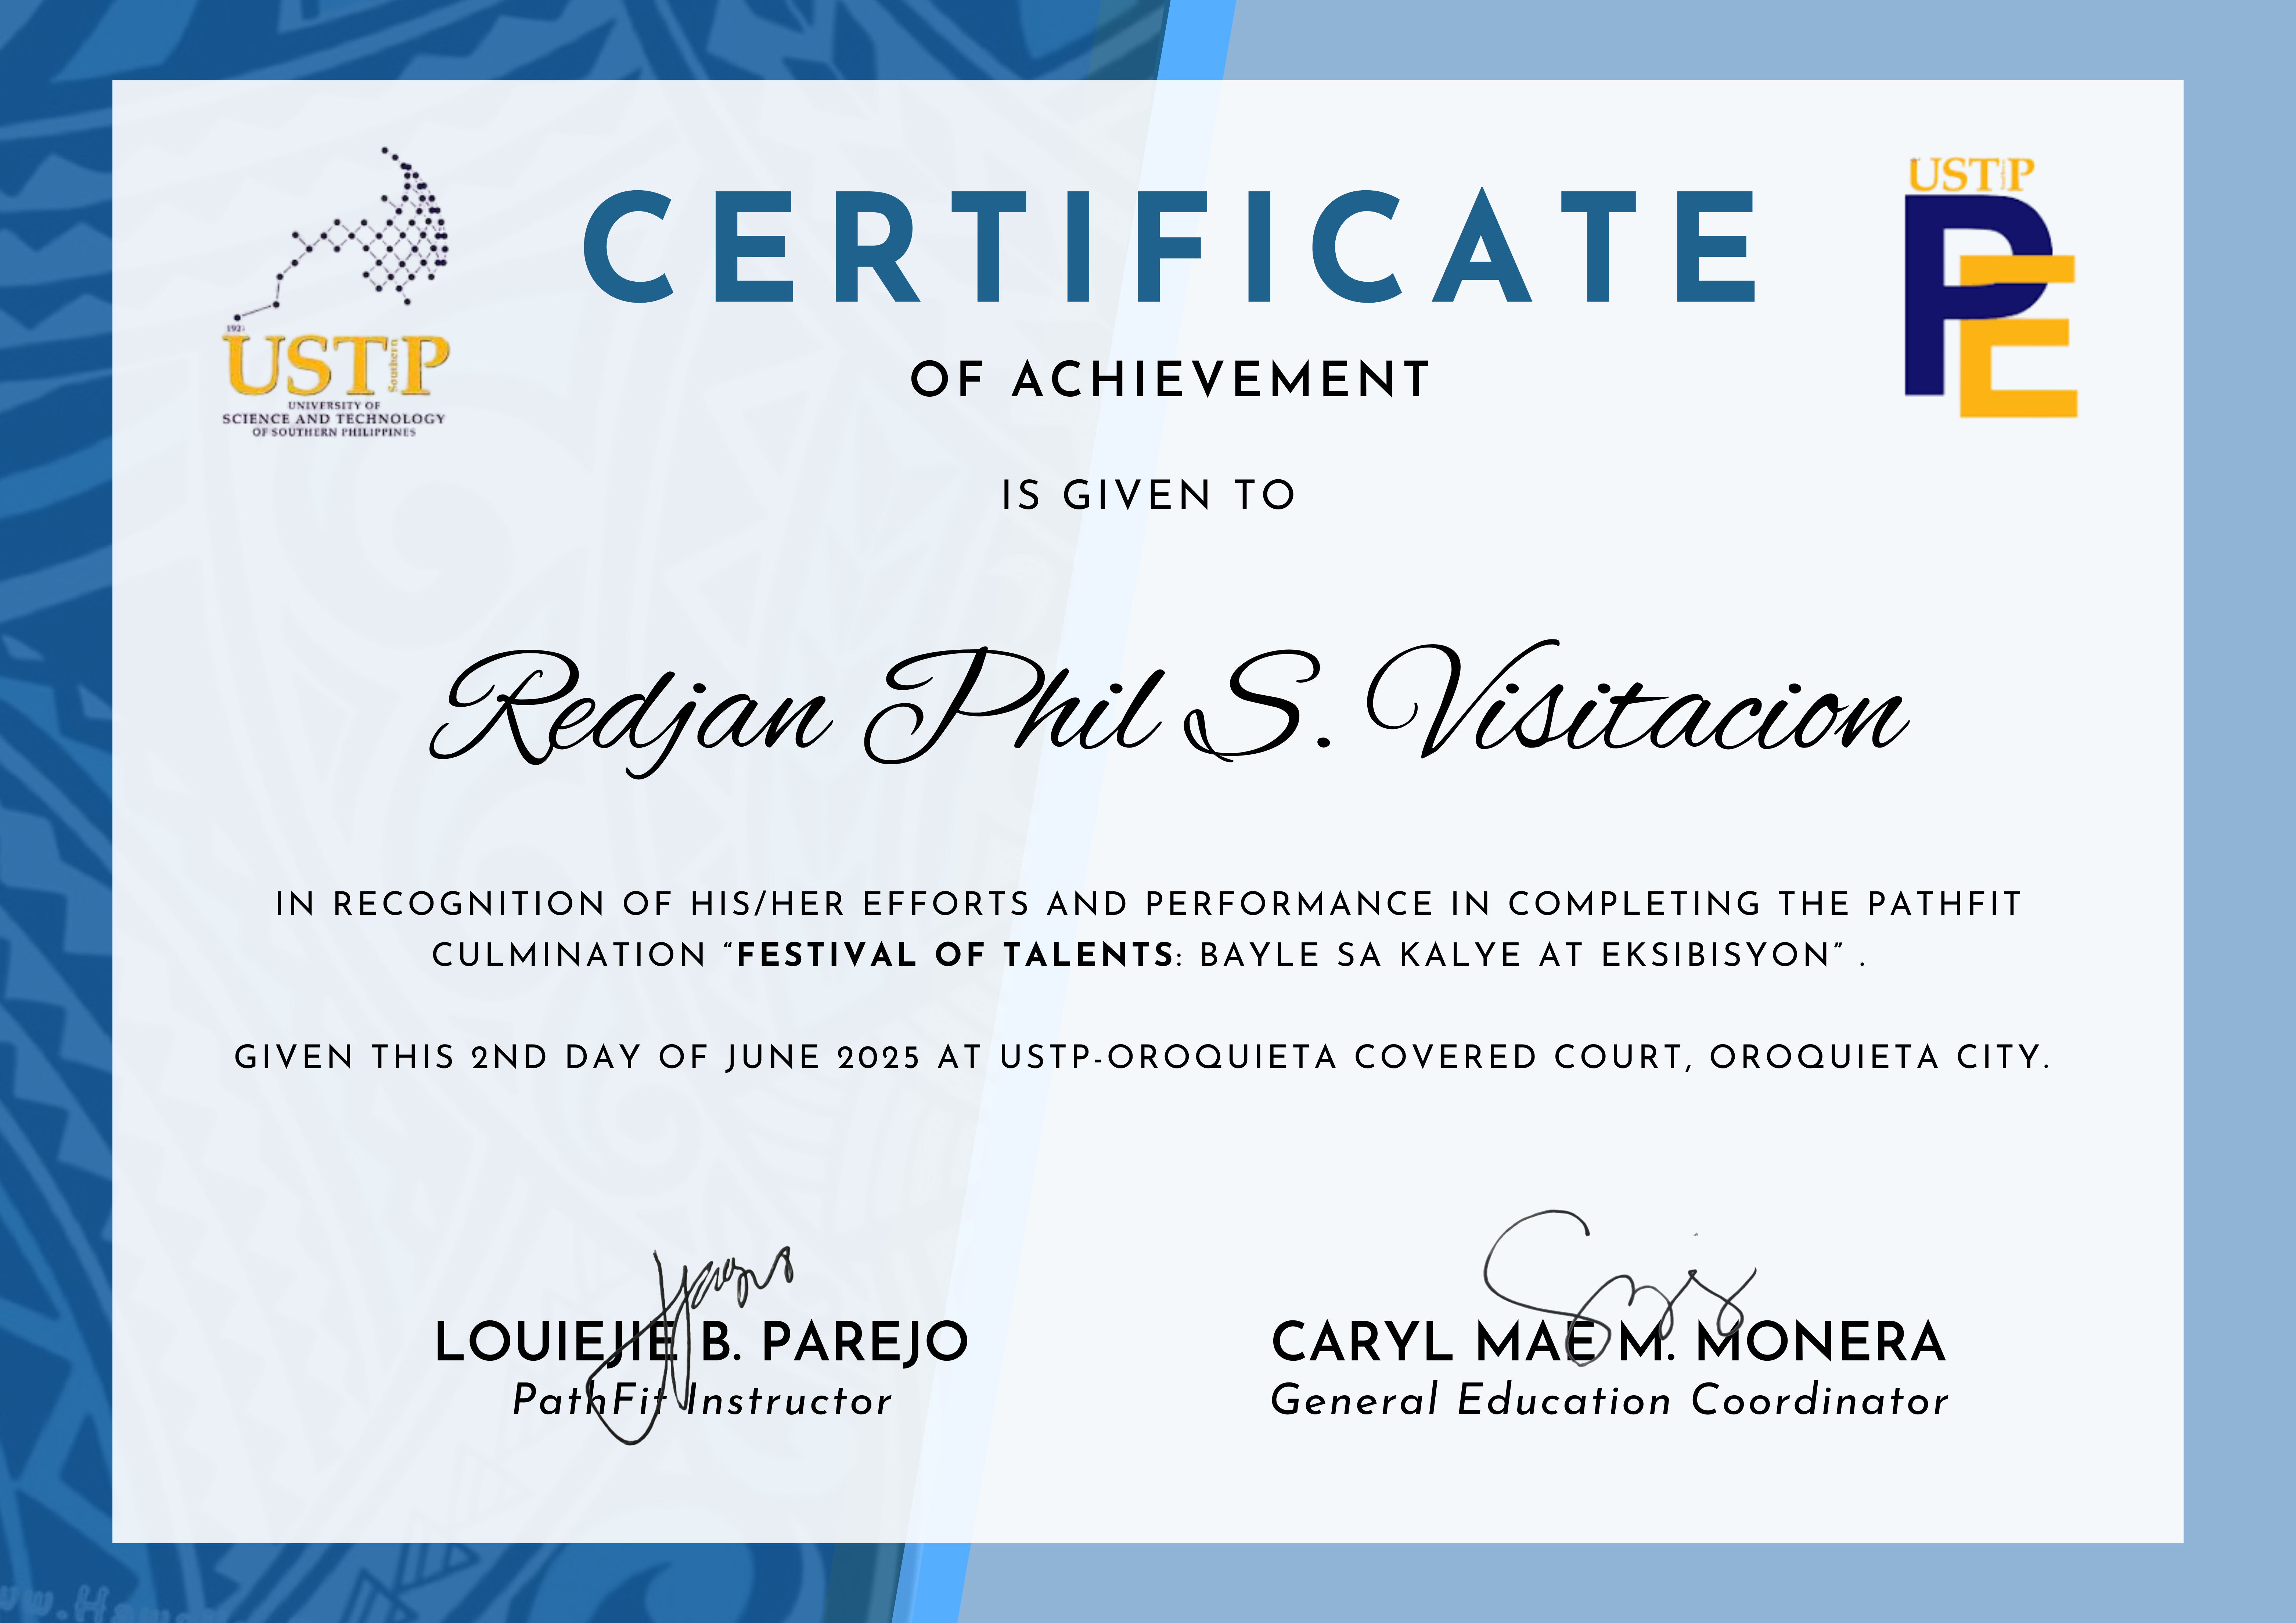 1927
USTP
Southern
UNIVERSITY OF
SCIENCE AND TECHNOLOGY
OF SOUTHERN PHILIPPINES
CERTIFICATE
USTP
PE
OF ACHIEVEMENT
IS GIVEN TO
Redjan Phil S. Visitacion
IN RECOGNITION OF HIS/HER EFFORTS AND PERFORMANCE IN COMPLETING THE PATHFIT
CULMINATION “FESTIVAL OF TALENTS: BAYLE SA KALYE AT EKSIBISYON” .
GIVEN THIS 2ND DAY OF JUNE 2025 AT USTP-OROQUIETA COVERED COURT, OROQUIETA CITY.
LOUIEJIE B. PAREJO
PathFit Instructor
CARYL MAE M. MONERA
General Education Coordinator